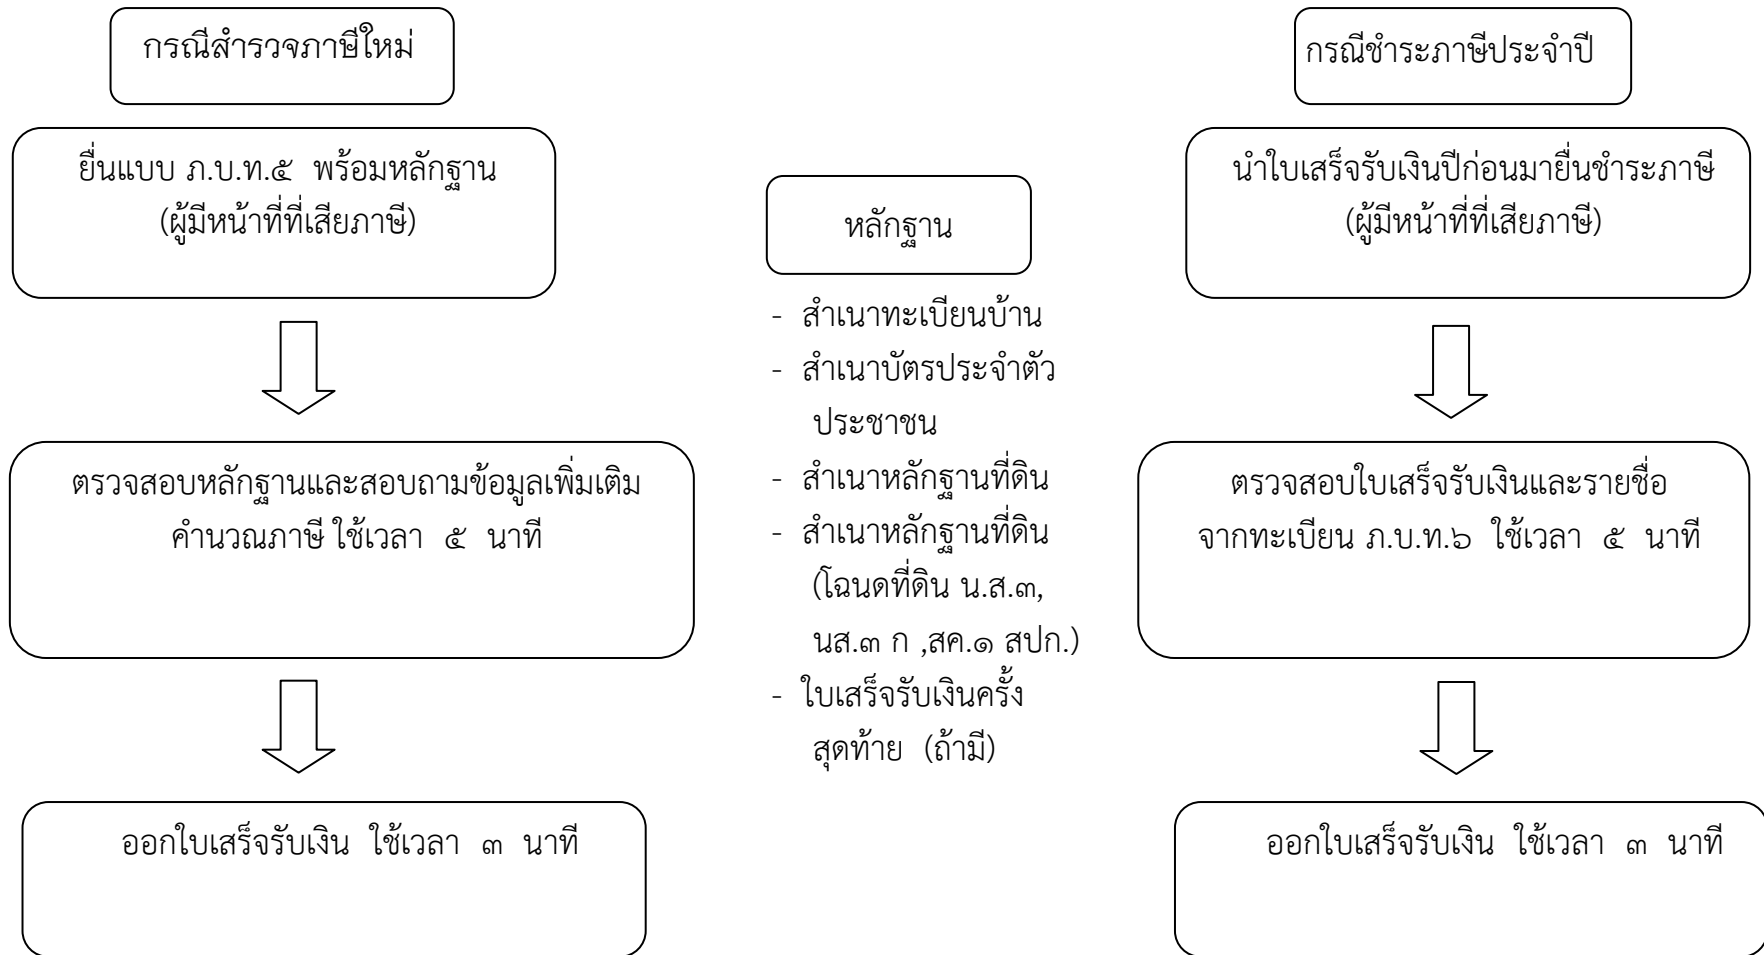 กรณีสำรวจภาษีใหม่
ยื่นแบบ ภ.บ.ท.๕ พร้อมหลักฐาน
(ผู้มีหน้าที่ที่เสียภาษี)
ตรวจสอบหลักฐานและสอบถามข้อมูลเพิ่มเติม
คำนวณภาษี ใช้เวลา ๕ นาที
ออกใบเสร็จรับเงิน ใช้เวลา ๓ นาที
หลักฐาน
- สำเนาทะเบียนบ้าน
- สำเนาบัตรประจำตัว
ประชาชน
- สำเนาหลักฐานที่ดิน
- สำเนาหลักฐานที่ดิน
(โฉนดที่ดิน น.ส.๓,
นส.๓ ก ,สค.๑ สปก.)
- ใบเสร็จรับเงินครั้ง
สุดท้าย (ถ้ามี)
กรณีชำระภาษีประจำปี
นำใบเสร็จรับเงินปีก่อนมายื่นชำระภาษี
(ผู้มีหน้าที่ที่เสียภาษี)
ตรวจสอบใบเสร็จรับเงินและรายชื่อ
จากทะเบียน ภ.บ.ท.๖ ใช้เวลา ๕ นาที
ออกใบเสร็จรับเงิน ใช้เวลา ๓ นาที